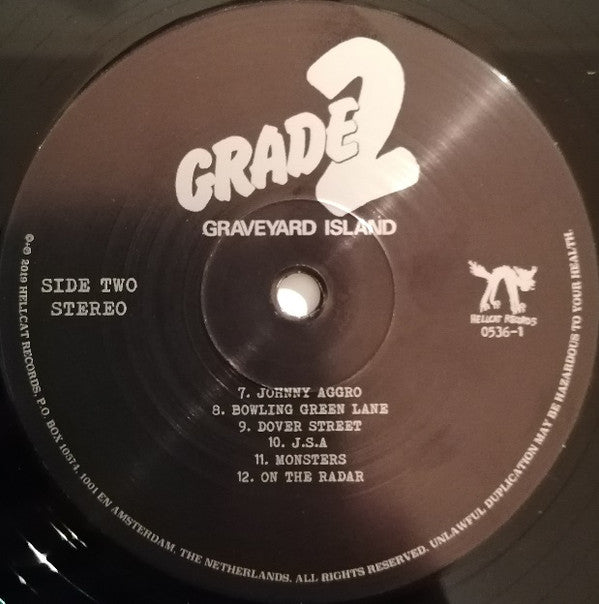 GRADE 2
GRAVEYARD ISLAND
SIDE TWO
STEREO
HELLCAT RECORDS
0536-1
7. JOHNNY AGGRO
8. BOWLING GREEN LANE
9. DOVER STREET
10. J.S.A
11. MONSTERS
12. ON THE RADAR
©+℗ 2019 HELLCAT RECORDS, P.O. BOX 10574, 1001 EN AMSTERDAM, THE NETHERLANDS. ALL RIGHTS RESERVED. UNLAWFUL DUPLICATION MAY BE HAZARDOUS TO YOUR HEALTH.